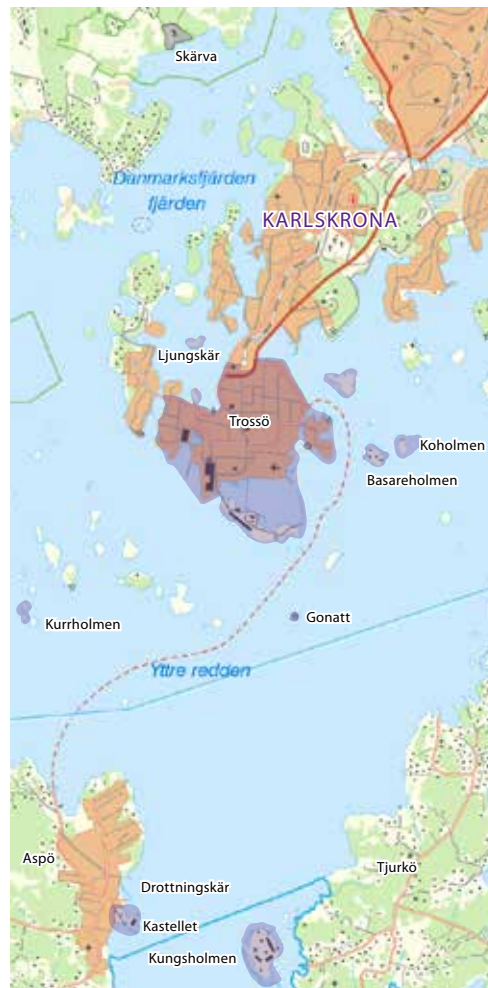 Skärva
Danmarksfjärden
fjärden
KARLSKRONA
Ljungskär
Trossö
Koholmen
Basareholmen
Kurrholmen
Gonatt
Yttre redden
Aspö
Tjurkö
Drottningskär
Kastellet
Kungsholmen